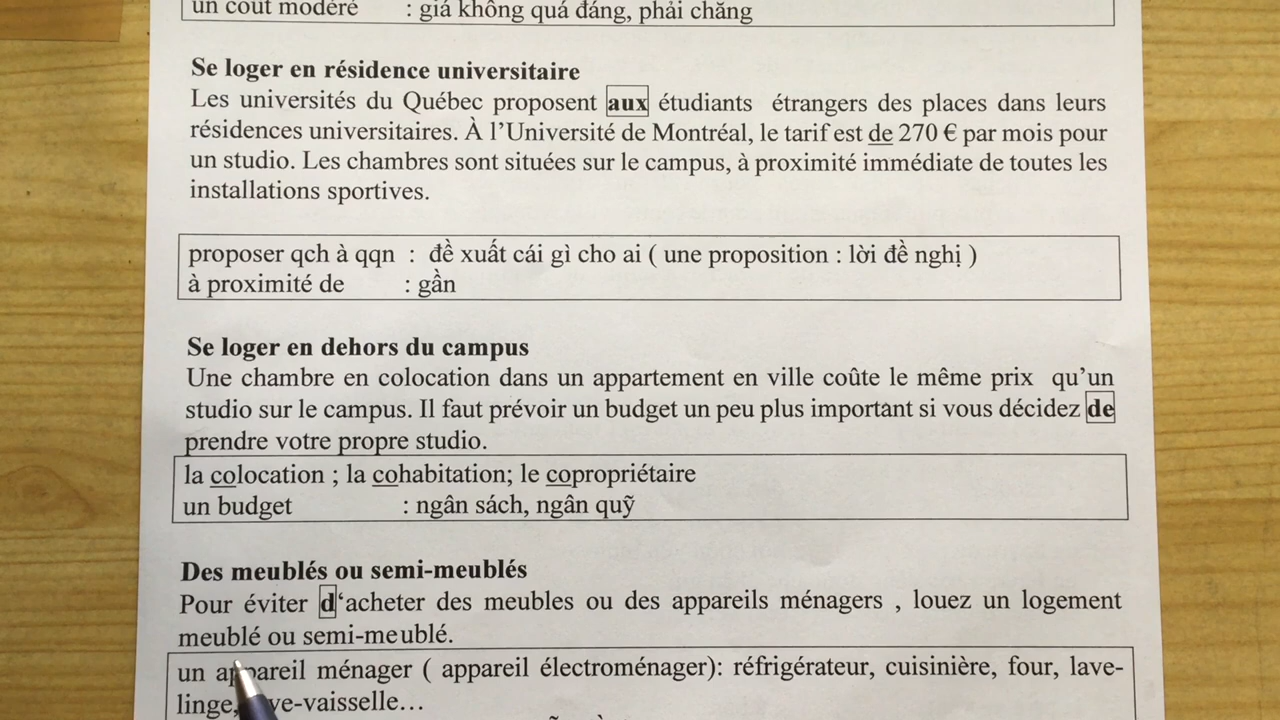 un coût modéré : giá không quá đáng, phải chăng
Se loger en résidence universitaire
Les universités du Québec proposent aux étudiants étrangers des places dans leurs
résidences universitaires. À l’Université de Montréal, le tarif est de 270 € par mois pour
un studio. Les chambres sont situées sur le campus, à proximité immédiate de toutes les
installations sportives.
proposer qch à qqn : đề xuất cái gì cho ai ( une proposition : lời đề nghị )
à proximité de : gần
Se loger en dehors du campus
Une chambre en colocation dans un appartement en ville coûte le même prix qu’un
studio sur le campus. Il faut prévoir un budget un peu plus important si vous décidez de
prendre votre propre studio.
la colocation ; la cohabitation; le copropriétaire
un budget : ngân sách, ngân quỹ
Des meublés ou semi-meublés
Pour éviter d‘acheter des meubles ou des appareils ménagers , louez un logement
meublé ou semi-meublé.
un appareil ménager ( appareil électroménager): réfrigérateur, cuisinière, four, lave-
linge, lave-vaisselle…